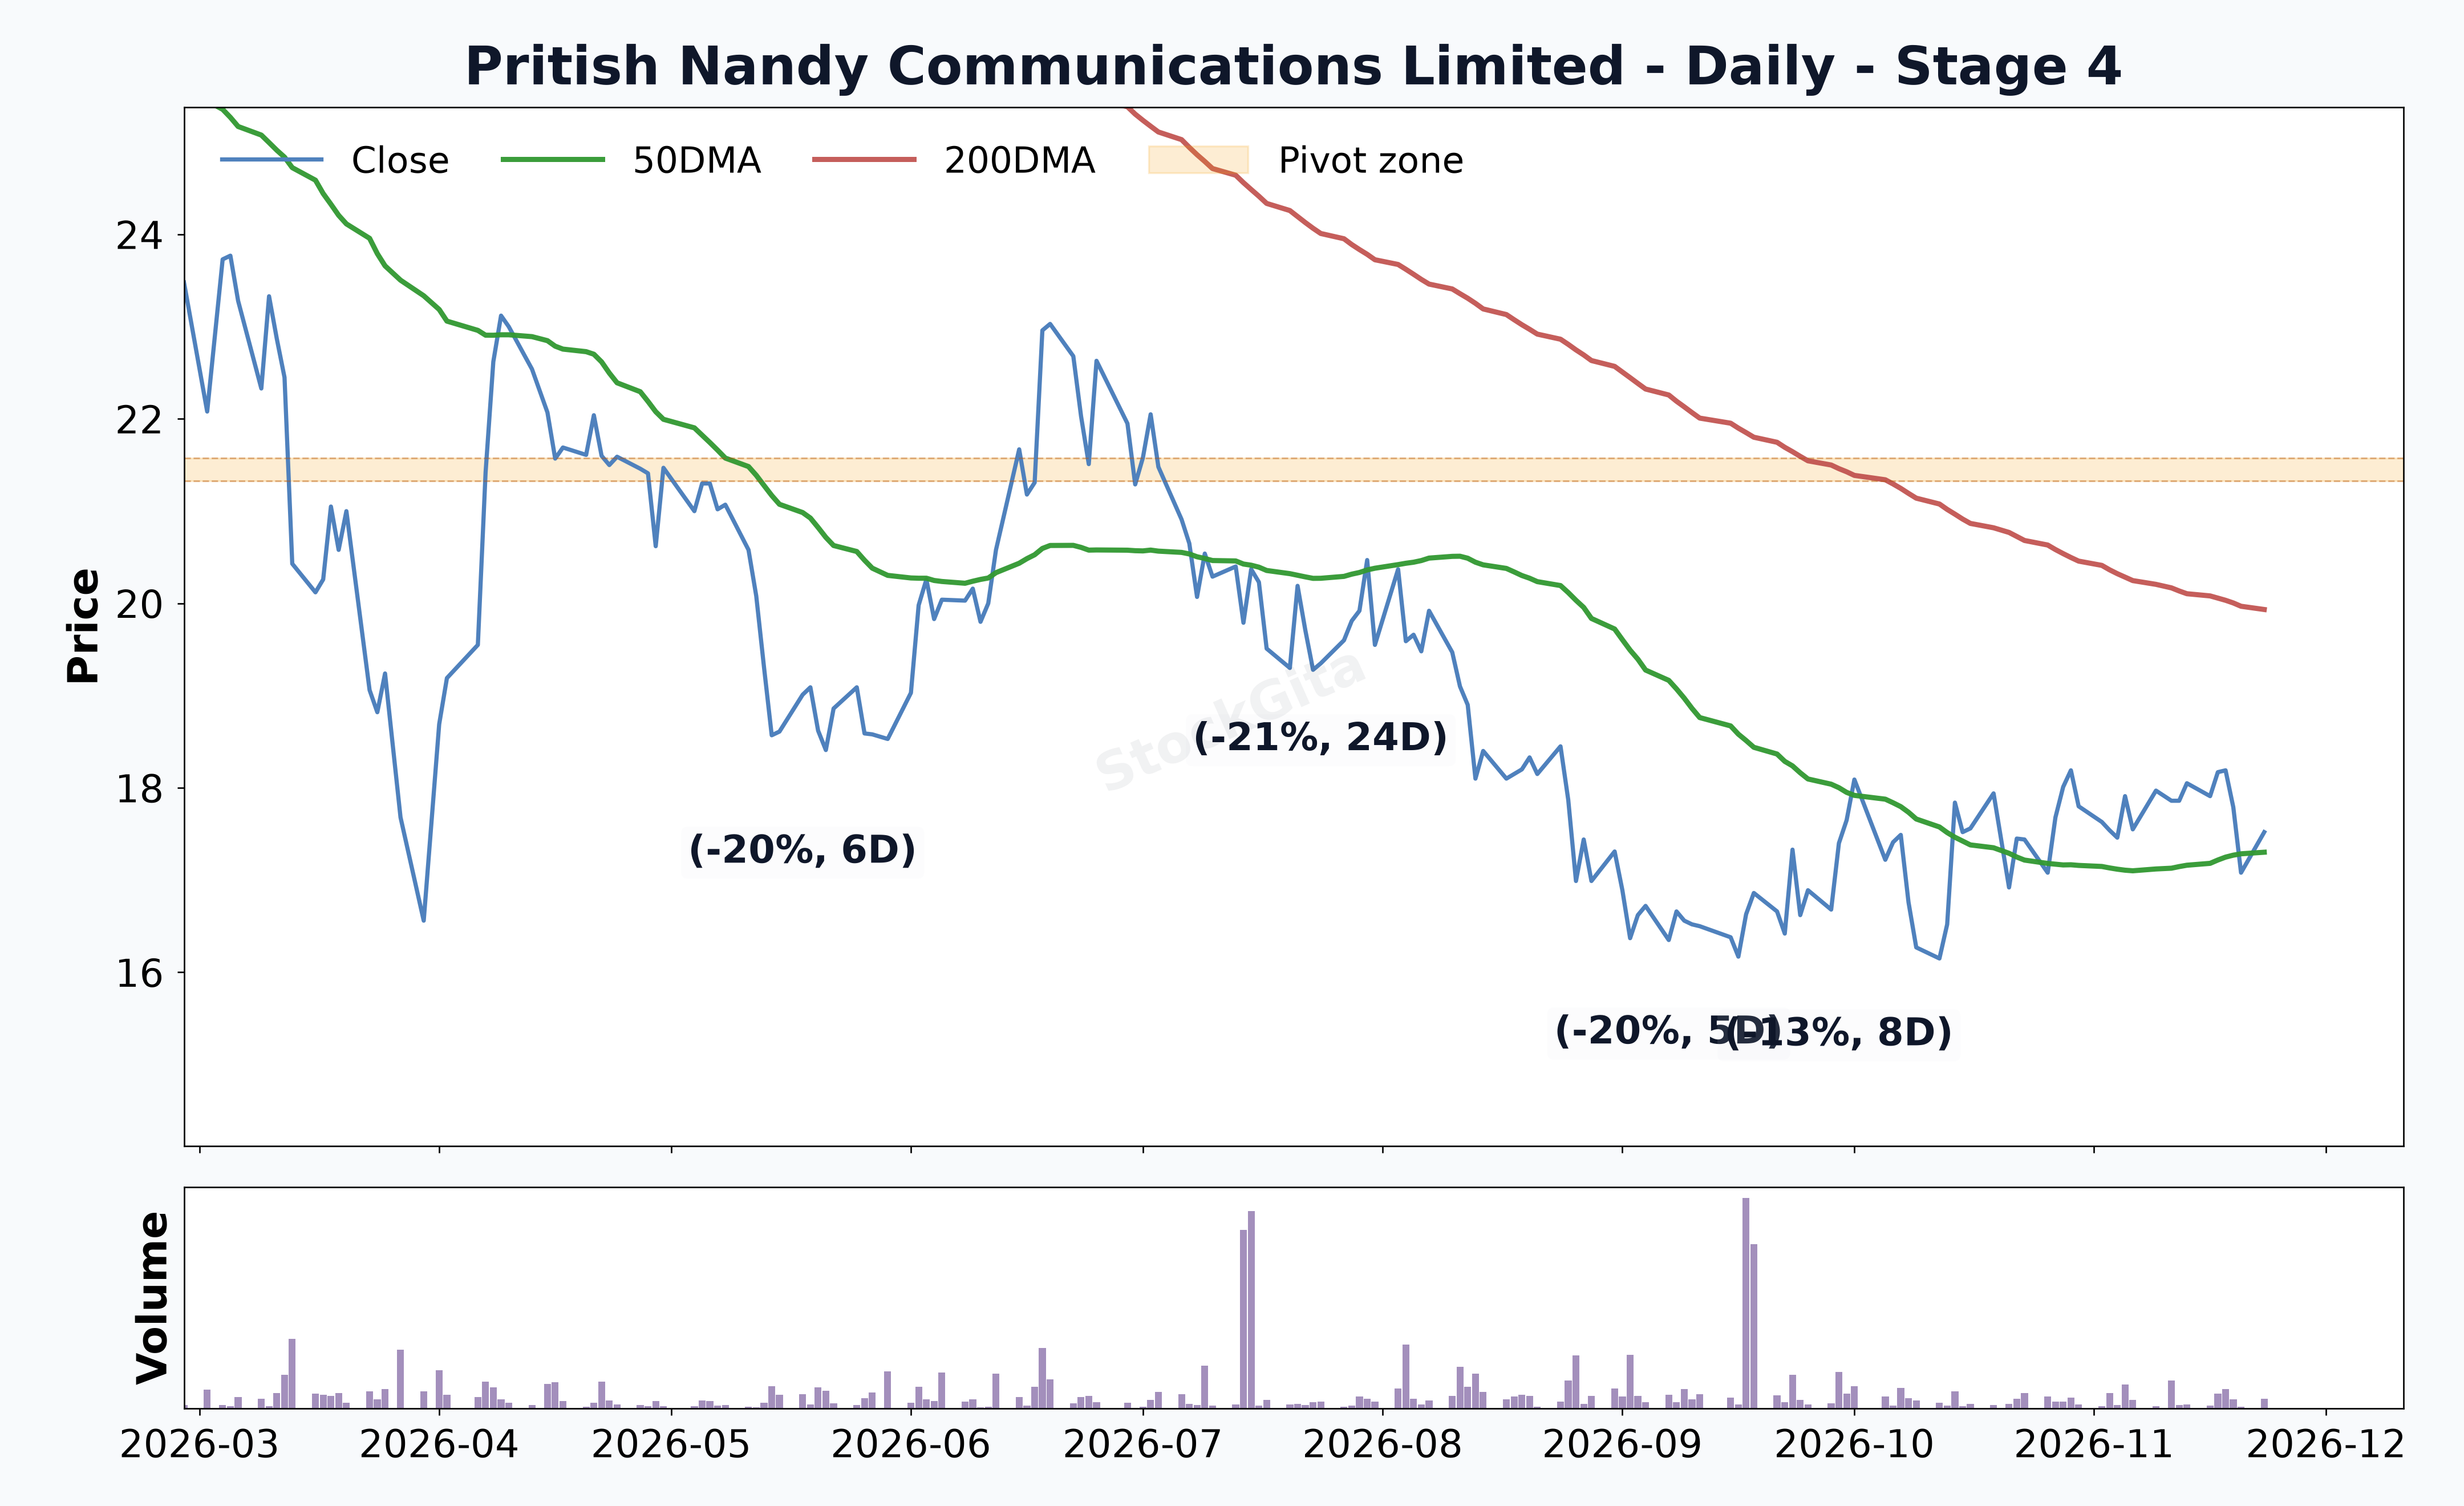 Pritish Nandy Communications Limited - Daily - Stage 4
Close 50DMA 200DMA Pivot zone
Price
24
22
20
18
16
StockGita
(-21%, 24D)
(-20%, 6D)
(-20%, 5D)
(-13%, 8D)
Volume
2026-03 2026-04 2026-05 2026-06 2026-07 2026-08 2026-09 2026-10 2026-11 2026-12